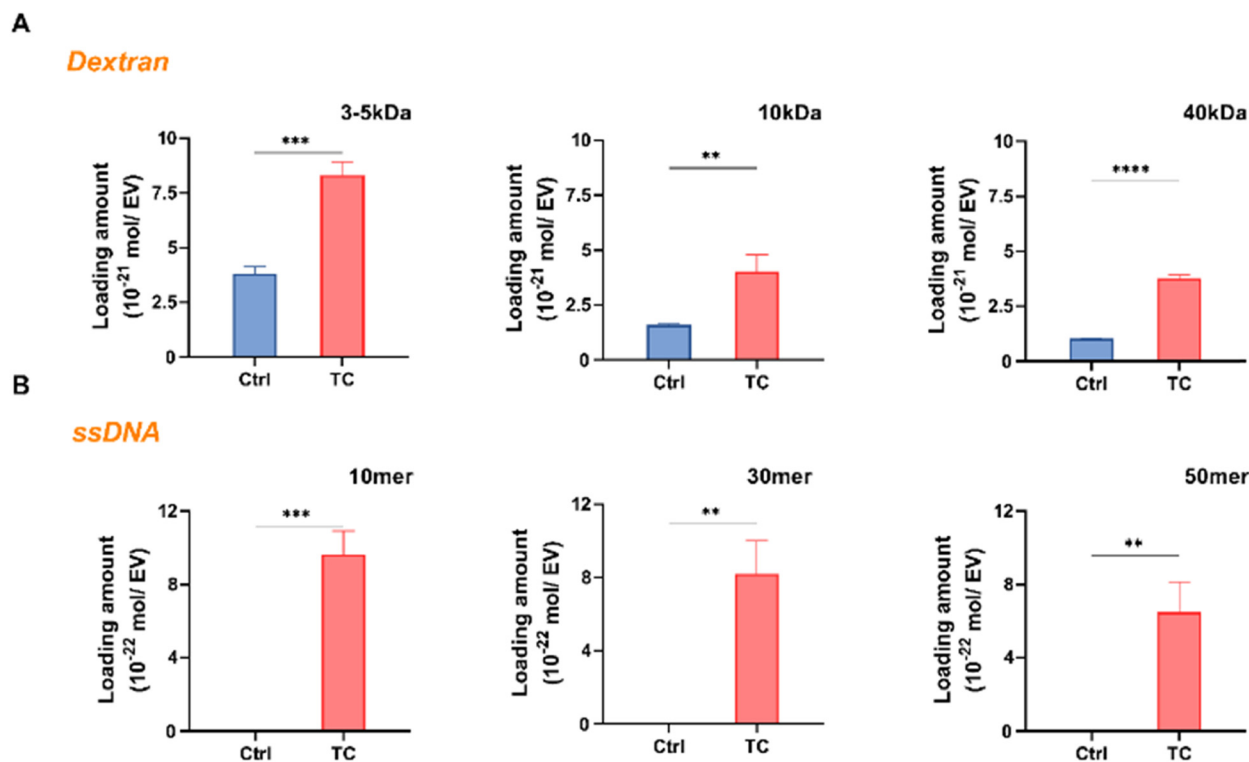 A
Dextran
3-5kDa
10
7.5
5
2.5
0
Loading amount
(10⁻²¹ mol/ EV)
***
Ctrl TC
10kDa
10
7.5
5
2.5
0
Loading amount
(10⁻²¹ mol/ EV)
**
Ctrl TC
40kDa
10
7.5
5
2.5
0
Loading amount
(10⁻²¹ mol/ EV)
****
Ctrl TC
B
ssDNA
10mer
12
8
4
0
Loading amount
(10⁻²² mol/ EV)
***
Ctrl TC
30mer
12
8
4
0
Loading amount
(10⁻²² mol/ EV)
**
Ctrl TC
50mer
12
8
4
0
Loading amount
(10⁻²² mol/ EV)
**
Ctrl TC